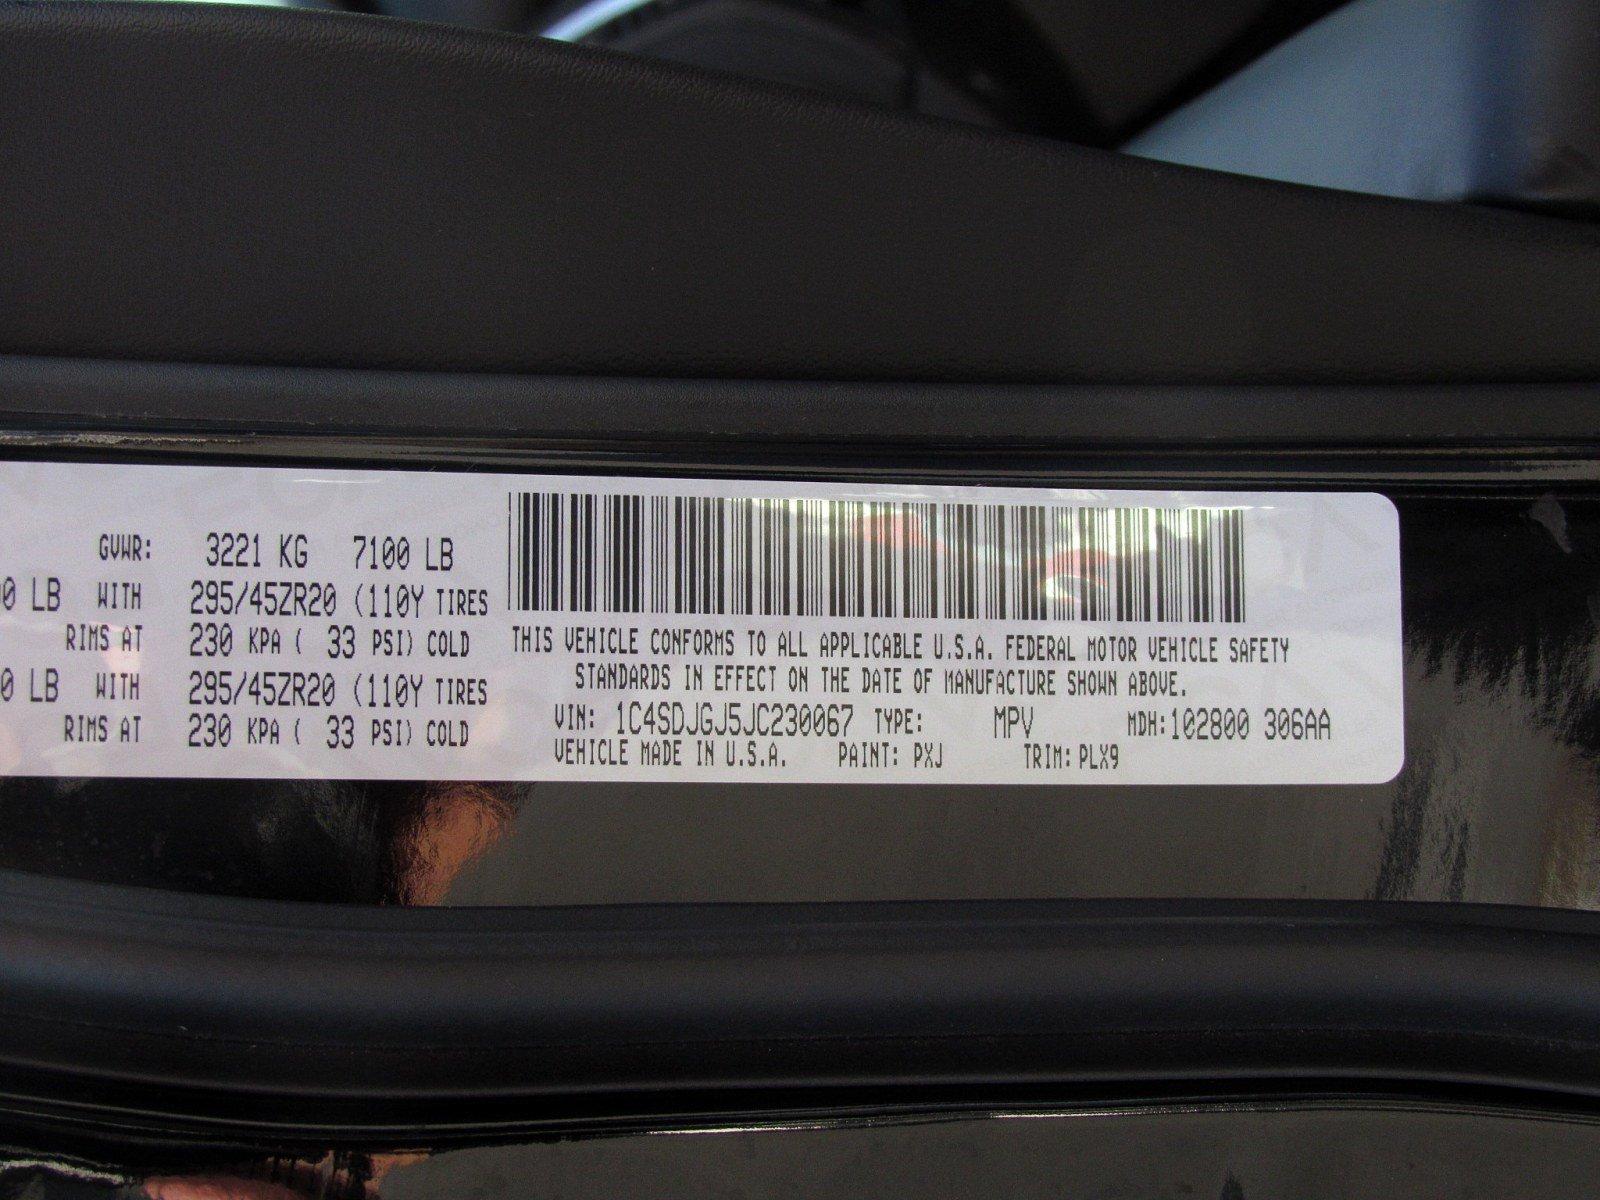 GVWR: 3221 KG 7100 LB
0 LB WITH 295/45ZR20 (110Y TIRES
RIMS AT 230 KPA ( 33 PSI) COLD
0 LB WITH 295/45ZR20 (110Y TIRES
RIMS AT 230 KPA ( 33 PSI) COLD
THIS VEHICLE CONFORMS TO ALL APPLICABLE U.S.A. FEDERAL MOTOR VEHICLE SAFETY
STANDARDS IN EFFECT ON THE DATE OF MANUFACTURE SHOWN ABOVE.
VIN: 1C4SDJGJ5JC230067 TYPE: MPV MDH:102800 306AA
VEHICLE MADE IN U.S.A. PAINT: PXJ TRIM: PLX9